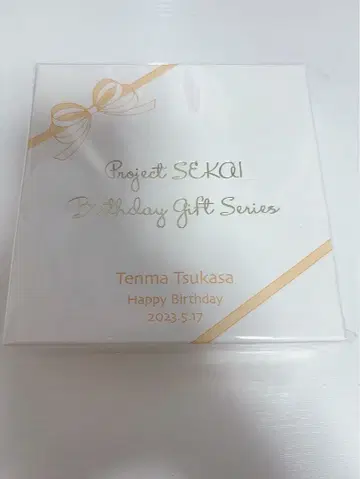 Project SEKAI
Birthday Gift Series
Tenma Tsukasa
Happy Birthday
2023.5.17